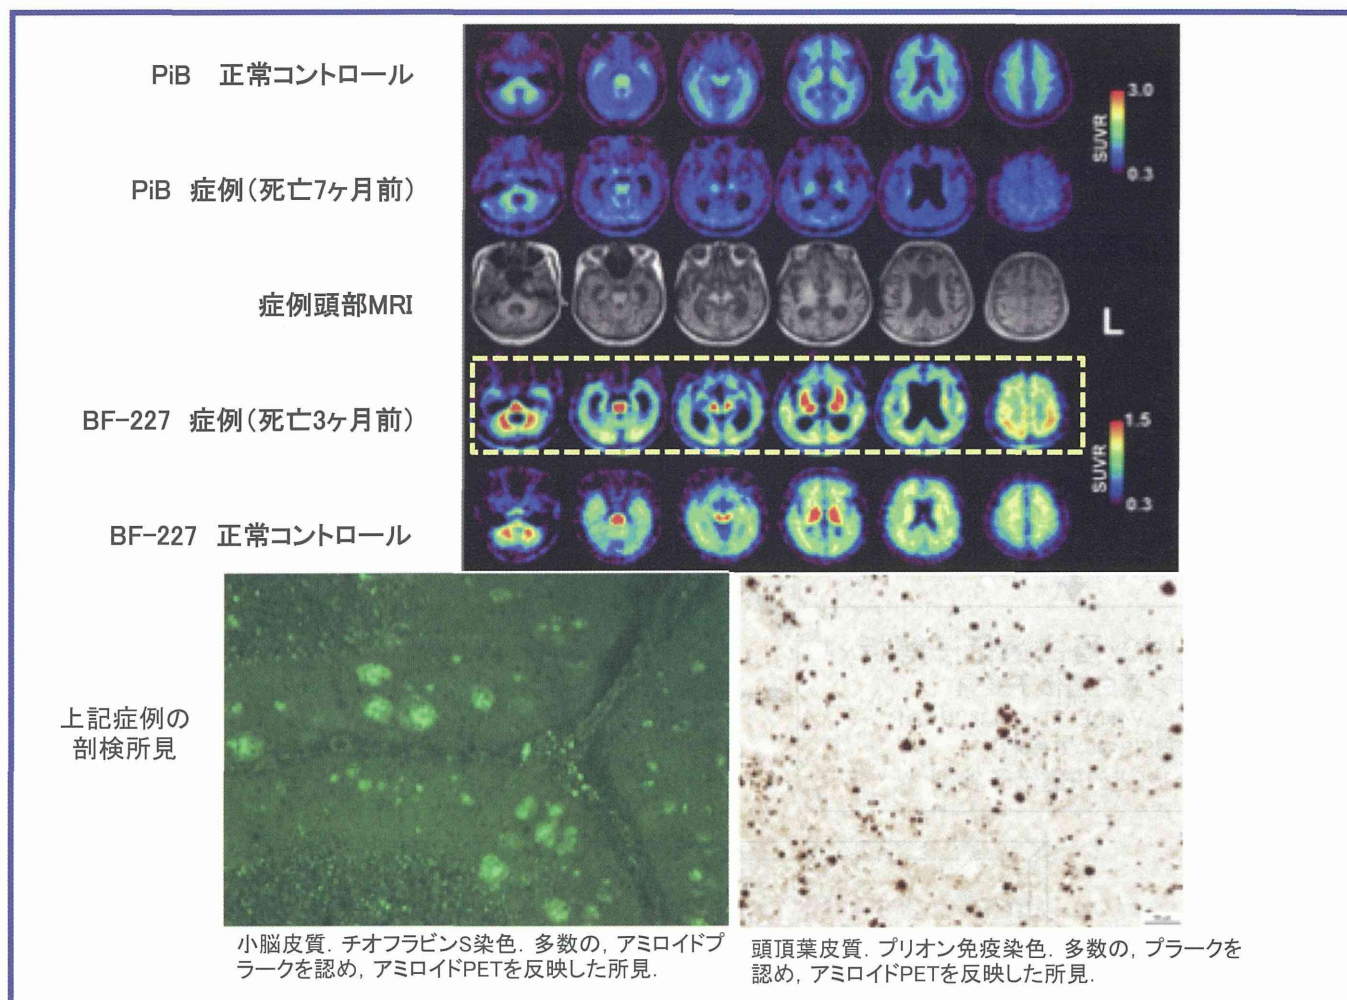 PiB 正常コントロール
3.0
SUVR
0.3
PiB 症例(死亡7ヶ月前)
症例頭部MRI
L
BF-227 症例(死亡3ヶ月前)
1.5
SUVR
0.3
BF-227 正常コントロール
上記症例の
剖検所見
小脳皮質. チオフラビンS染色. 多数の, アミロイドプ
ラークを認め, アミロイドPETを反映した所見.
頭頂葉皮質. プリオン免疫染色. 多数の, プラークを
認め, アミロイドPETを反映した所見.